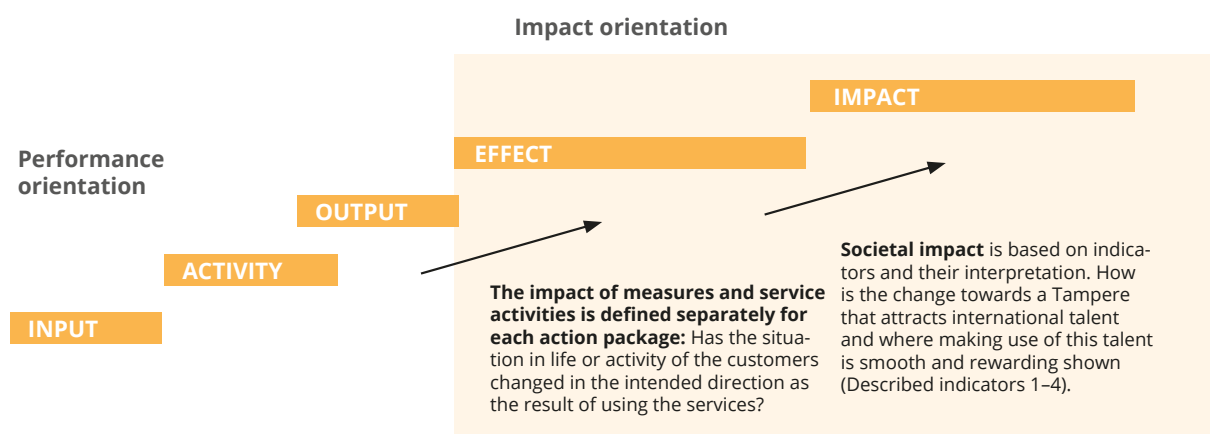 Impact orientation
IMPACT
EFFECT
Performance
orientation
OUTPUT
ACTIVITY
INPUT
The impact of measures and service
activities is defined separately for
each action package: Has the situa-
tion in life or activity of the customers
changed in the intended direction as
the result of using the services?
Societal impact is based on indica-
tors and their interpretation. How
is the change towards a Tampere
that attracts international talent
and where making use of this talent
is smooth and rewarding shown
(Described indicators 1–4).